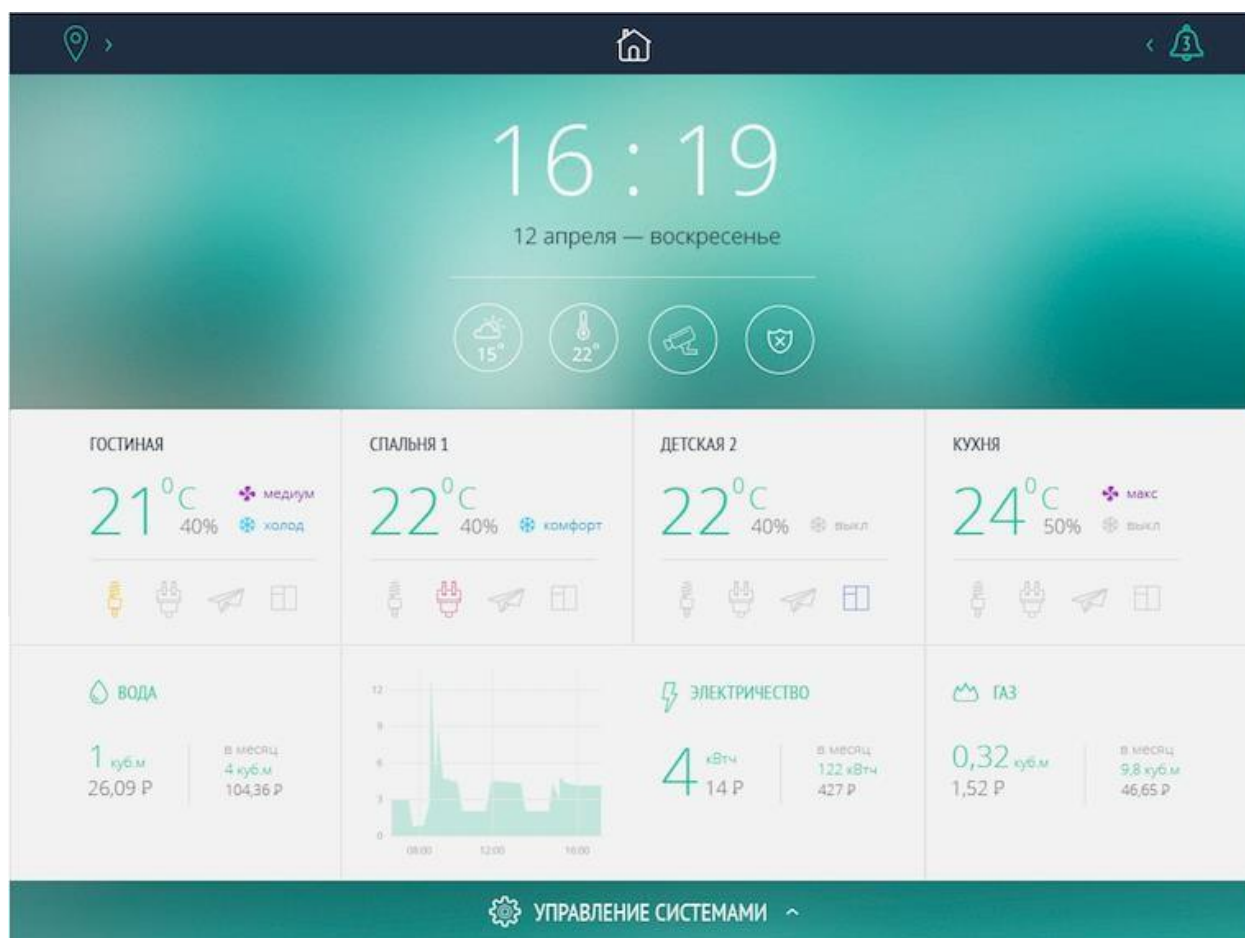 3
16 : 19
12 апреля — воскресенье
15°
22°
ГОСТИНАЯ
21°C
40%
медиум
холод
СПАЛЬНЯ 1
22°C
40%
комфорт
ДЕТСКАЯ 2
22°C
40%
выкл
КУХНЯ
24°C
50%
макс
выкл
ВОДА
1 куб.м
26,09 Р
в месяц
4 куб.м
104,36 Р
12
9
6
3
0
08:00 12:00 16:00
ЭЛЕКТРИЧЕСТВО
4 кВтч
14 Р
в месяц
122 кВтч
427 Р
ГАЗ
0,32 куб.м
1,52 Р
в месяц
9,8 куб.м
46,65 Р
УПРАВЛЕНИЕ СИСТЕМАМИ